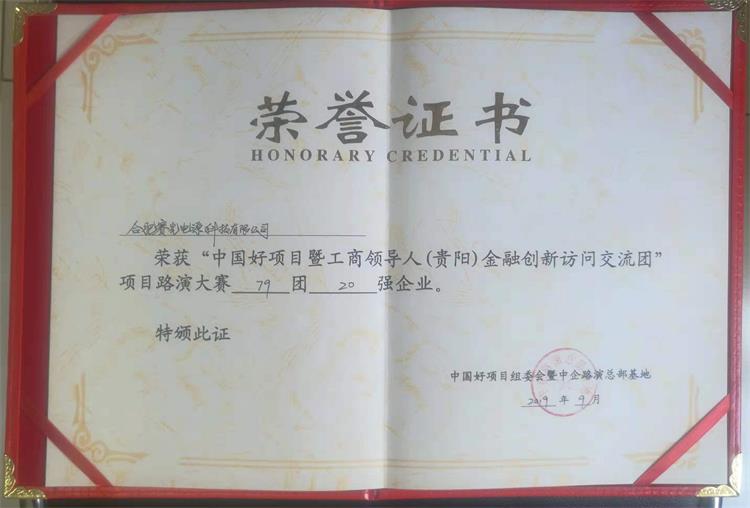 荣誉证书
HONORARY CREDENTIAL
合肥赛光电源科技有限公司
荣获“中国好项目暨工商领导人(贵阳)金融创新访问交流团”
项目路演大赛 79 团 20 强企业。
特颁此证
中国好项目组委会暨中企路演总部基地
2019 年 9 月